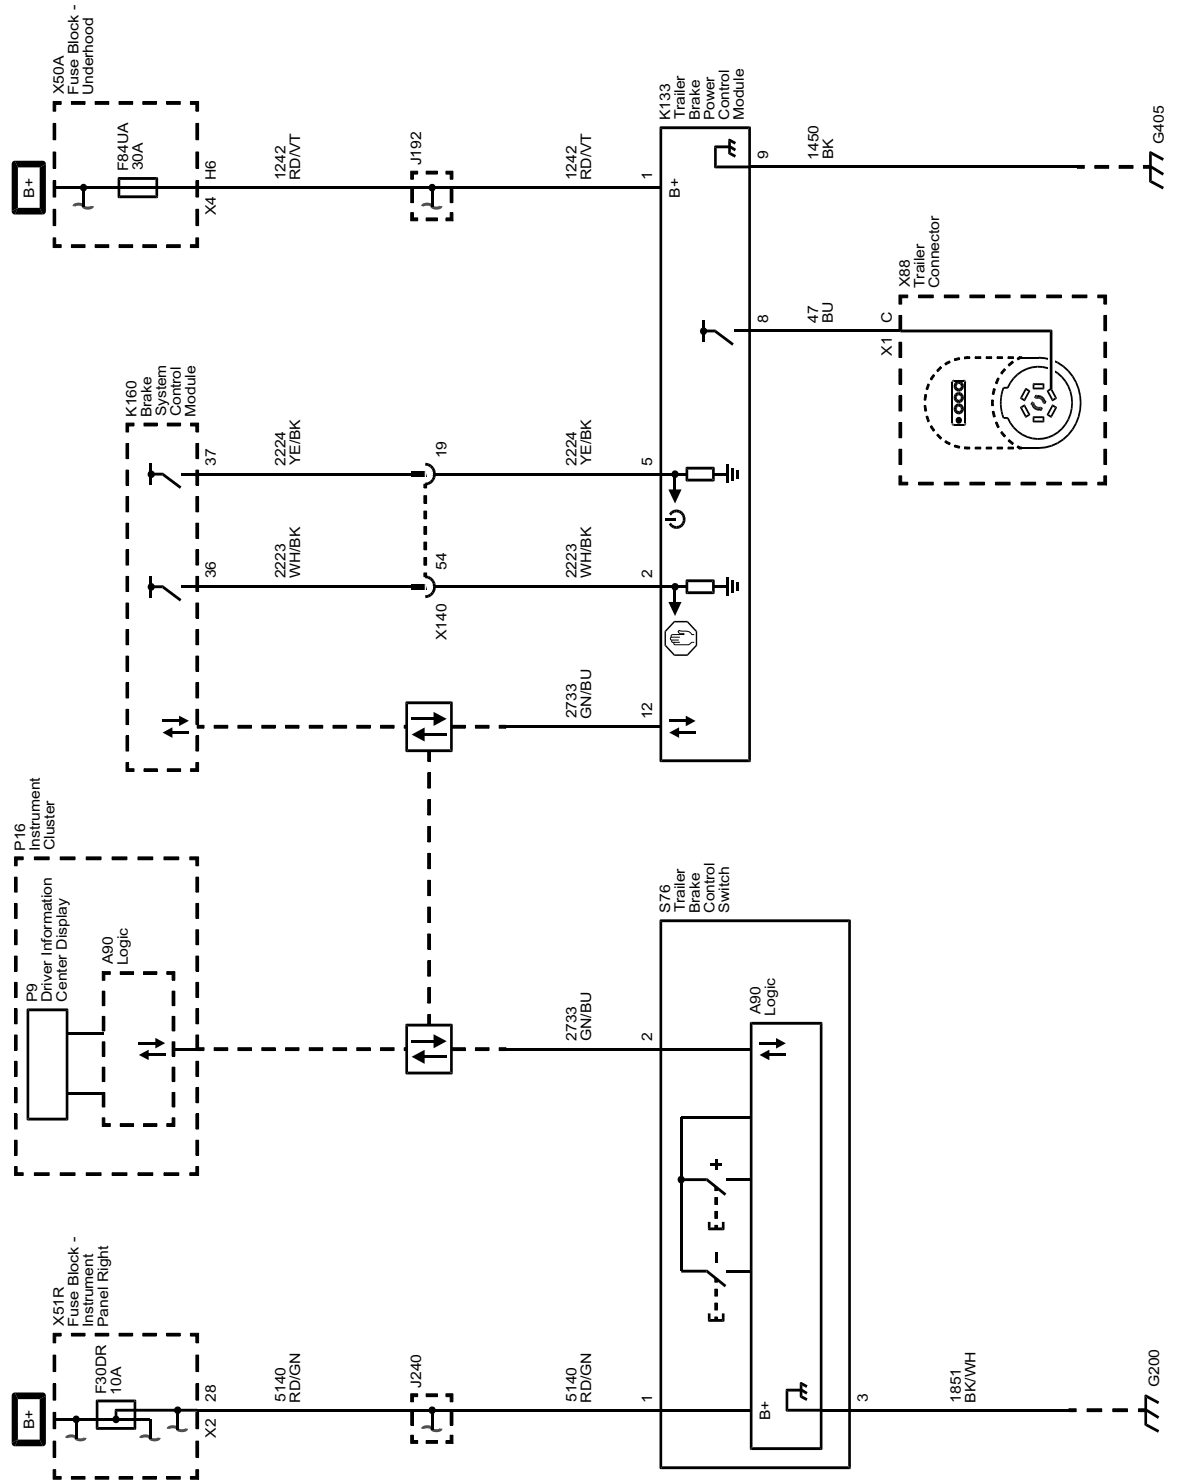 B+
X51R
Fuse Block -
Instrument
Panel Right
F30DR
10A
28
X2
5140
RD/GN
J240
5140
RD/GN
1
S76
Trailer
Brake
Control
Switch
B+
A90
Logic
-
+
2
3
1851
BK/WH
G200
P16
Instrument
Cluster
P9
Driver Information
Center Display
A90
Logic
2733
GN/BU
K160
Brake
System
Control
Module
36
37
2223
WH/BK
2224
YE/BK
54
19
X140
2733
GN/BU
2223
WH/BK
2224
YE/BK
12
2
5
B+
X50A
Fuse Block -
Underhood
F84UA
30A
X4
H6
1242
RD/VT
J192
1242
RD/VT
1
B+
K133
Trailer
Brake
Power
Control
Module
8
9
47
BU
1450
BK
X1
C
X88
Trailer
Connector
G405